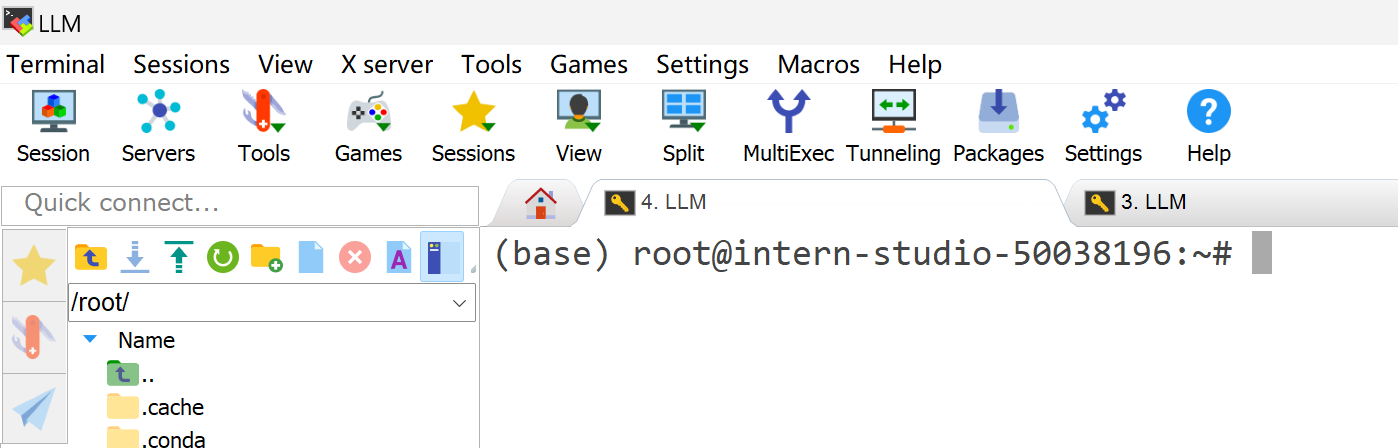 LLM
Terminal Sessions View X server Tools Games Settings Macros Help
Session Servers Tools Games Sessions View Split MultiExec Tunneling Packages Settings Help
Quick connect...
4. LLM
3. LLM
(base) root@intern-studio-50038196:~#
A
/root/
Name
..
.cache
.conda